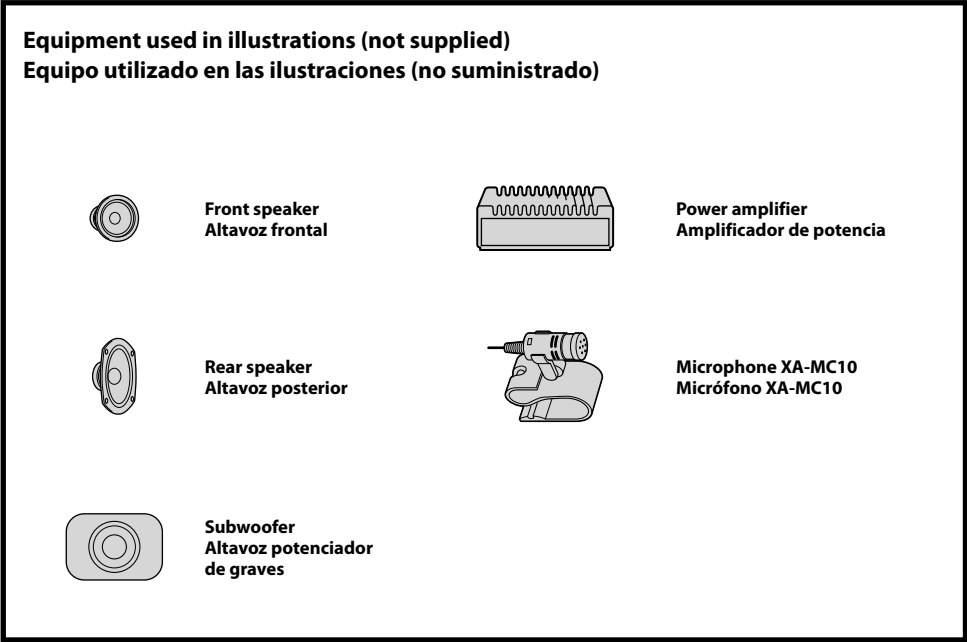 Equipment used in illustrations (not supplied)
Equipo utilizado en las ilustraciones (no suministrado)
Front speaker
Altavoz frontal
Power amplifier
Amplificador de potencia
Rear speaker
Altavoz posterior
Microphone XA-MC10
Micrófono XA-MC10
Subwoofer
Altavoz potenciador
de graves